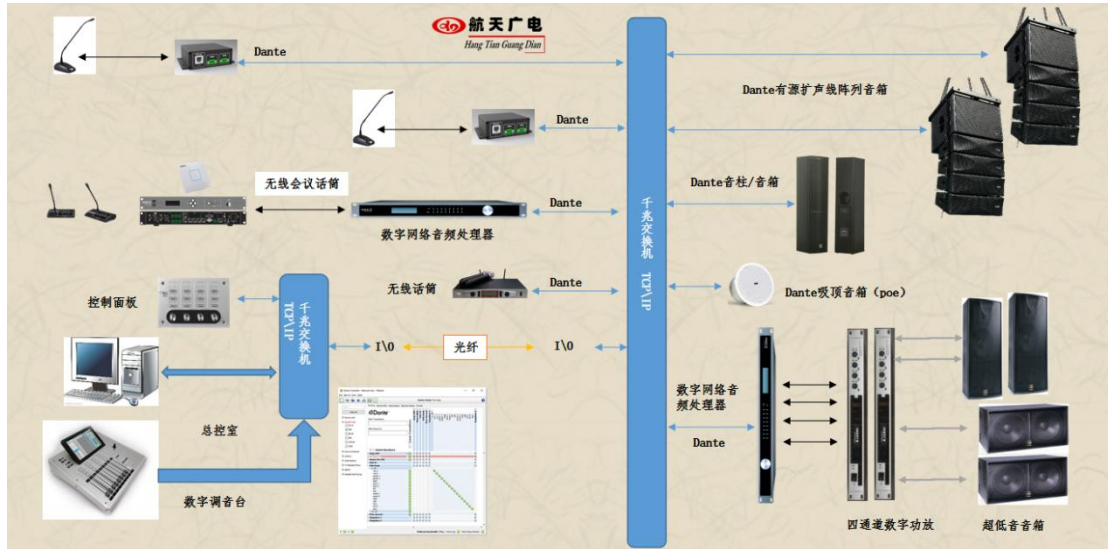 航天广电
Hang Tian Guang Dian
Dante
Dante有源扩声线阵列音箱
Dante
无线会议话筒
Dante音柱/音箱
Dante
数字网络音频处理器
千兆交换机 TCP\IP
控制面板
千兆交换机
TCP\IP
无线话筒
Dante
Dante吸顶音箱（poe）
I\O
光纤
I\O
总控室
Dante
数字网络音
频处理器
Dante
数字调音台
四通道数字功放
超低音音箱